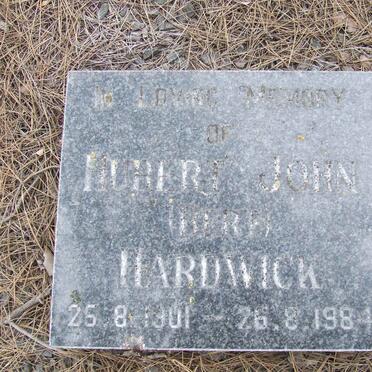 In Loving Memory
of
Hubert John
(Bert)
Hardwick
25.8.1901 – 26.8.1984